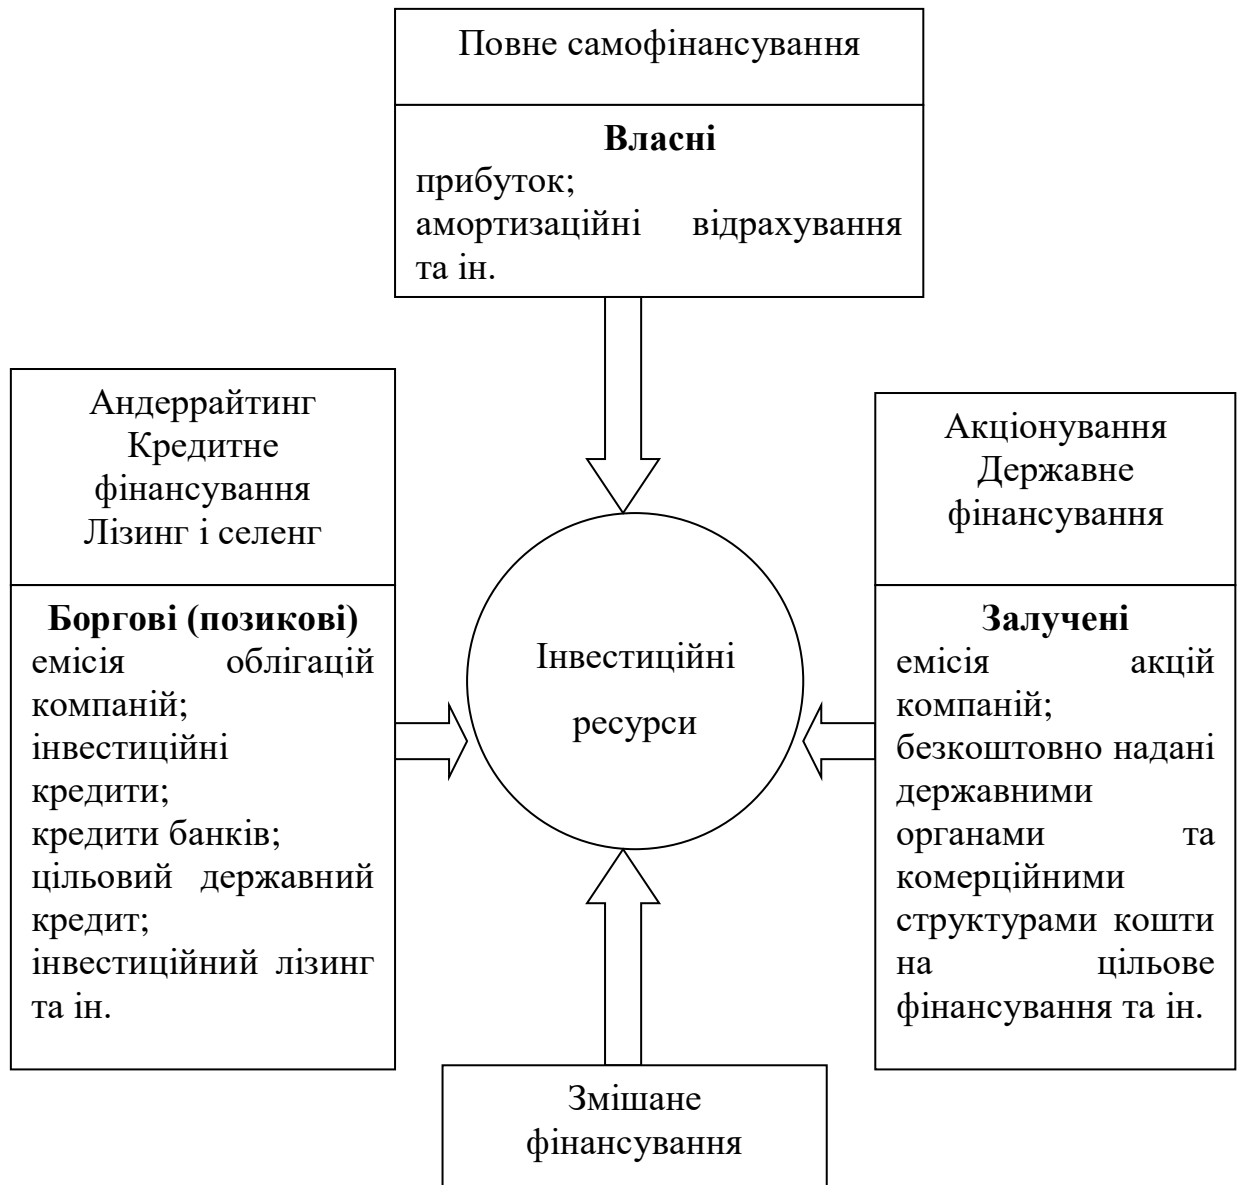 Повне самофінансування
Власні
прибуток;
амортизаційні відрахування
та ін.
Андеррайтинг
Кредитне
фінансування
Лізинг і селенг
Боргові (позикові)
емісія облігацій
компаній;
інвестиційні
кредити;
кредити банків;
цільовий державний
кредит;
інвестиційний лізинг
та ін.
Інвестиційні
ресурси
Акціонування
Державне
фінансування
Залучені
емісія акцій
компаній;
безкоштовно надані
державними
органами та
комерційними
структурами кошти
на цільове
фінансування та ін.
Змішане
фінансування